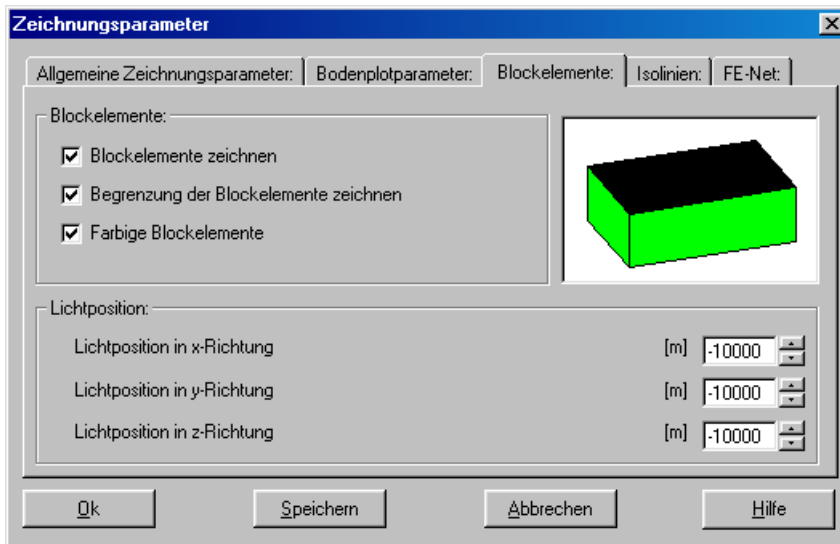 Zeichnungsparameter
Allgemeine Zeichnungsparameter: Bodenplotparameter: Blockelemente: Isolinien: FE-Net:
Blockelemente:
Blockelemente zeichnen
Begrenzung der Blockelemente zeichnen
Farbige Blockelemente
Lichtposition:
Lichtposition in x-Richtung [m] -10000
Lichtposition in y-Richtung [m] -10000
Lichtposition in z-Richtung [m] -10000
Ok Speichern Abbrechen Hilfe